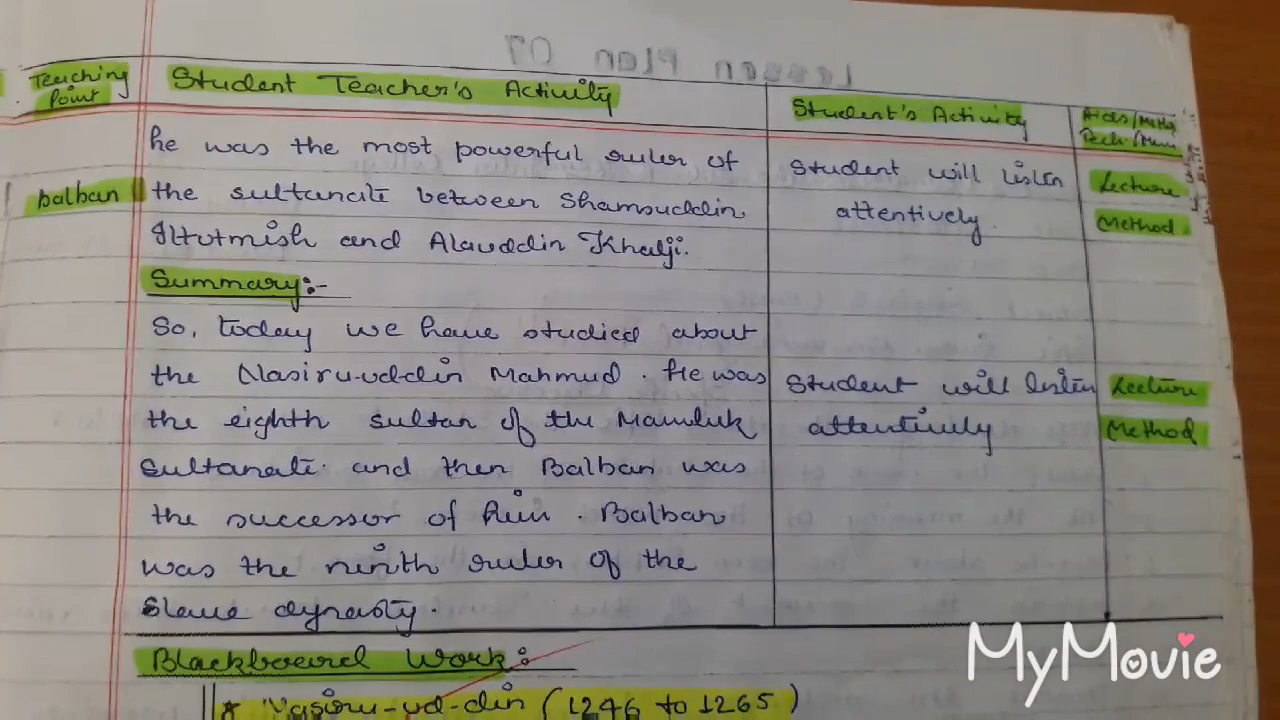 Lesson Plan 07
Teaching Point
Student Teacher's Activity
Student's Activity
Aids/Metho
Tech./Man
balban
he was the most powerful ruler of
the sultanate between Shamsuddin
Iltutmish and Alauddin Khalji.
Student will listen
attentively.
Lecture
Method
Summary:-
So, today we have studied about
the Nasiru-uddin Mahmud. He was
the eighth sultan of the Mamluk
sultanate. and then Balban was
the successor of him. Balban
was the ninth ruler of the
Slave dynasty.
Student will listen
attentively
Lecture
Method
Blackboard Work:
* Nasiru-ud-din (1246 to 1265)
MyMovie